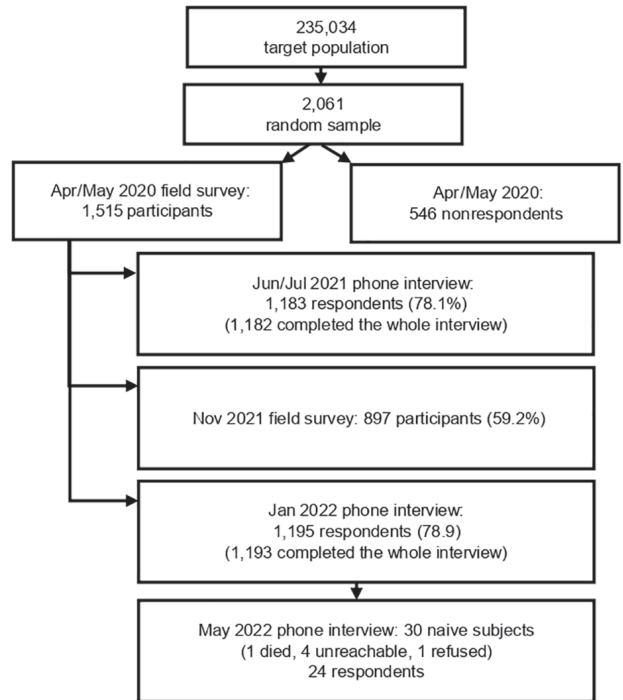 235,034
target population
2,061
random sample
Apr/May 2020 field survey:
1,515 participants
Apr/May 2020:
546 nonrespondents
Jun/Jul 2021 phone interview:
1,183 respondents (78.1%)
(1,182 completed the whole interview)
Nov 2021 field survey: 897 participants (59.2%)
Jan 2022 phone interview:
1,195 respondents (78.9)
(1,193 completed the whole interview)
May 2022 phone interview: 30 naive subjects
(1 died, 4 unreachable, 1 refused)
24 respondents